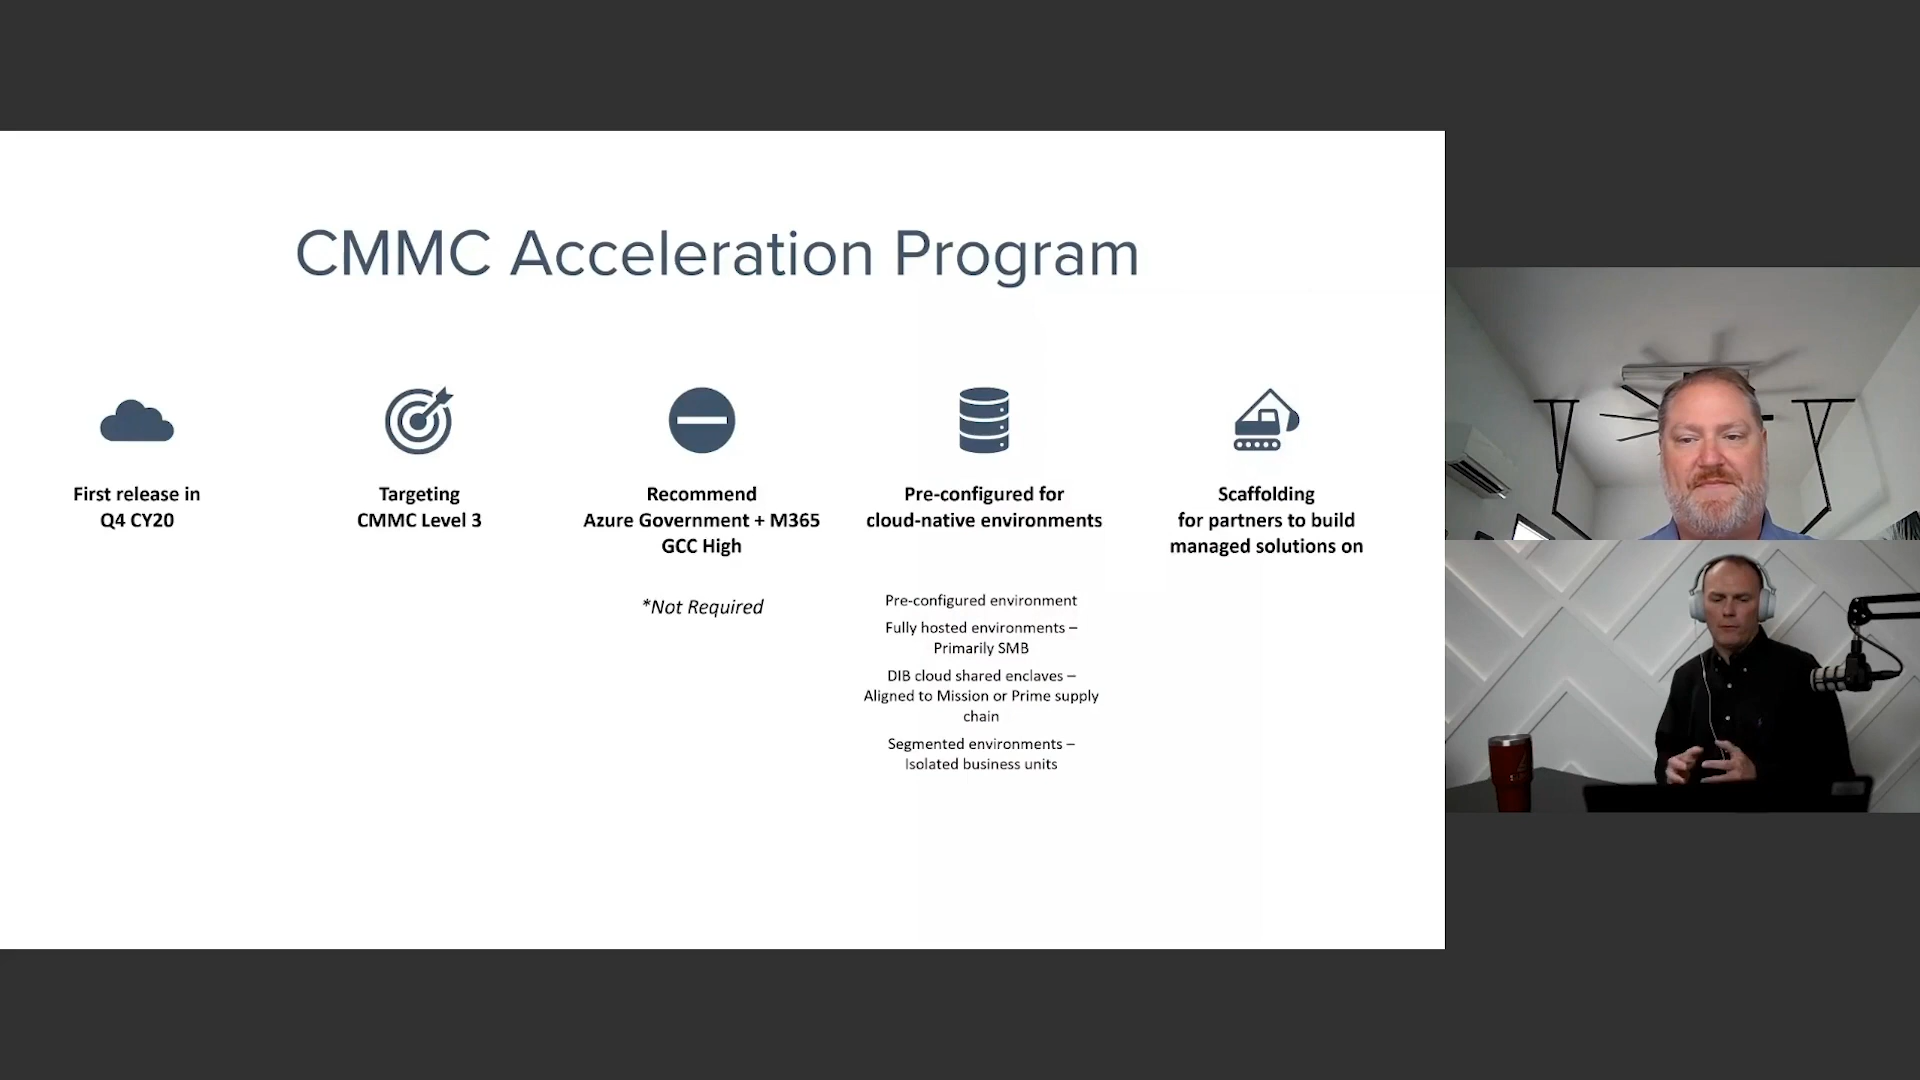 CMMC Acceleration Program
First release in
Q4 CY20
Targeting
CMMC Level 3
Recommend
Azure Government + M365
GCC High
*Not Required
Pre-configured for
cloud-native environments
Pre-configured environment
Fully hosted environments –
Primarily SMB
DIB cloud shared enclaves –
Aligned to Mission or Prime supply
chain
Segmented environments –
Isolated business units
Scaffolding
for partners to build
managed solutions on